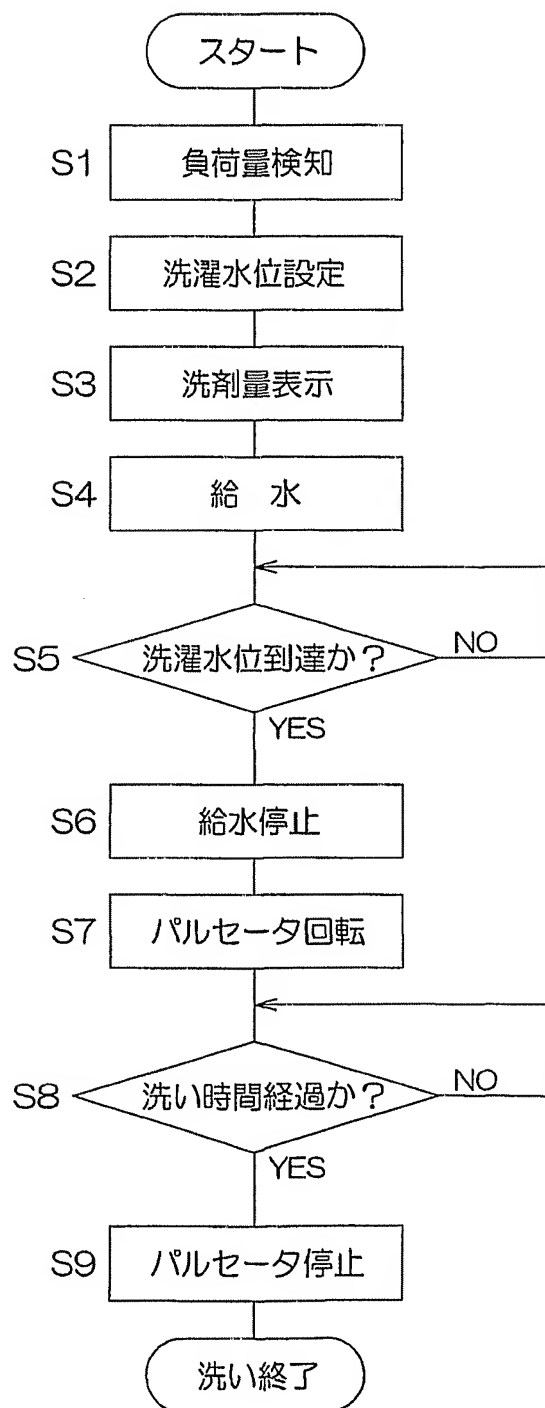 スタート
S1 負荷量検知
S2 洗濯水位設定
S3 洗剤量表示
S4 給 水
S5 洗濯水位到達か？ NO
YES
S6 給水停止
S7 パルセータ回転
S8 洗い時間経過か？ NO
YES
S9 パルセータ停止
洗い終了